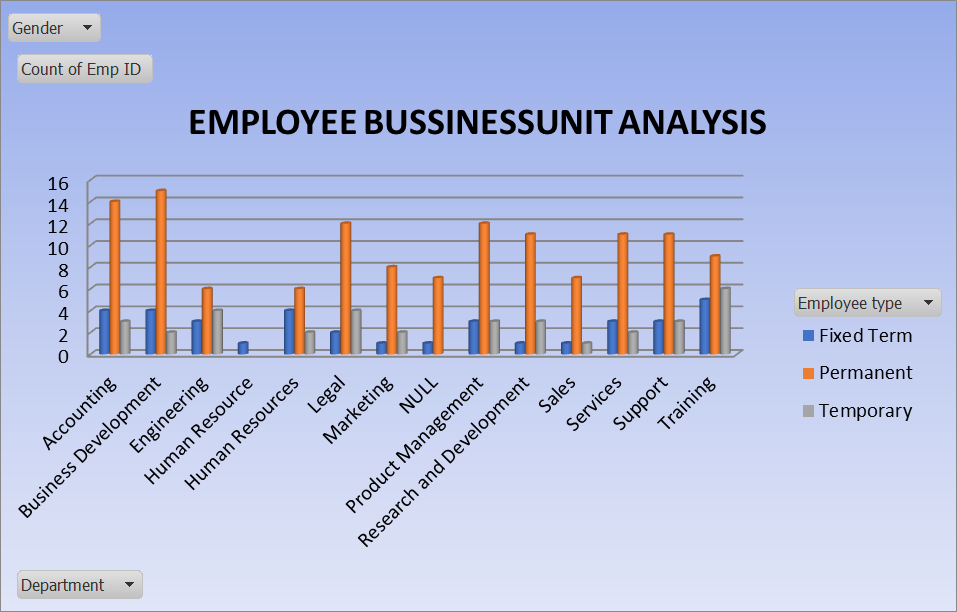 Gender
Count of Emp ID
EMPLOYEE BUSSINESSUNIT ANALYSIS
16
14
12
10
8
6
4
2
0
Accounting
Business Development
Engineering
Human Resource
Human Resources
Legal
Marketing
NULL
Product Management
Research and Development
Sales
Services
Support
Training
Employee type
Fixed Term
Permanent
Temporary
Department